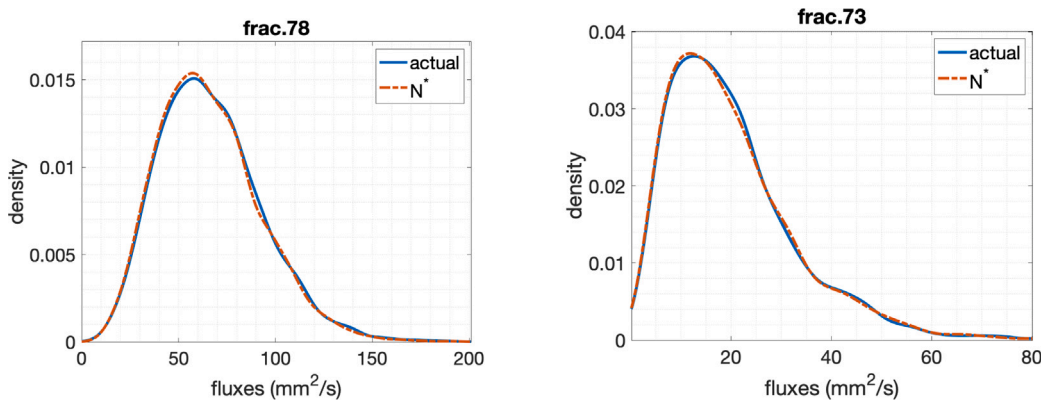 frac.78
actual
N*
0.015
0.01
0.005
0
density
0
50
100
150
200
fluxes (mm²/s)
frac.73
actual
N*
0.04
0.03
0.02
0.01
0
density
20
40
60
80
fluxes (mm²/s)